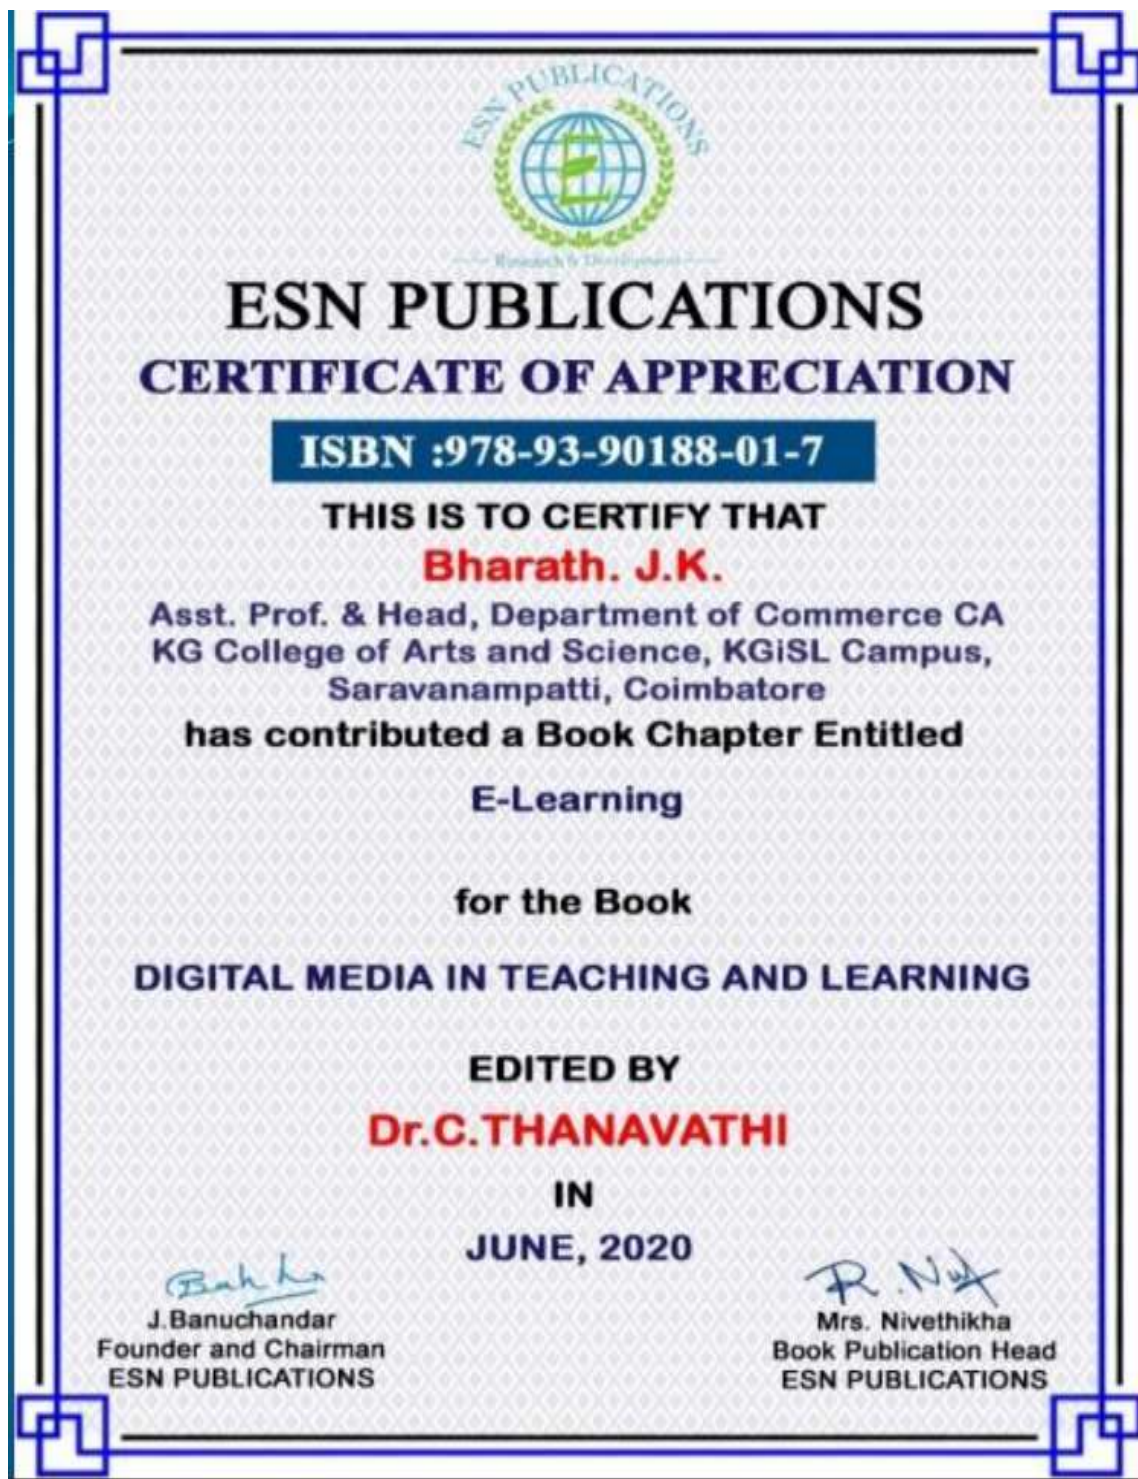 ESN PUBLICATIONS
Research & Development
ESN PUBLICATIONS
CERTIFICATE OF APPRECIATION
ISBN :978-93-90188-01-7
THIS IS TO CERTIFY THAT
Bharath. J.K.
Asst. Prof. & Head, Department of Commerce CA
KG College of Arts and Science, KGiSL Campus,
Saravanampatti, Coimbatore
has contributed a Book Chapter Entitled
E-Learning
for the Book
DIGITAL MEDIA IN TEACHING AND LEARNING
EDITED BY
Dr.C.THANAVATHI
IN
JUNE, 2020
J.Banuchandar
Founder and Chairman
ESN PUBLICATIONS
Mrs. Nivethikha
Book Publication Head
ESN PUBLICATIONS